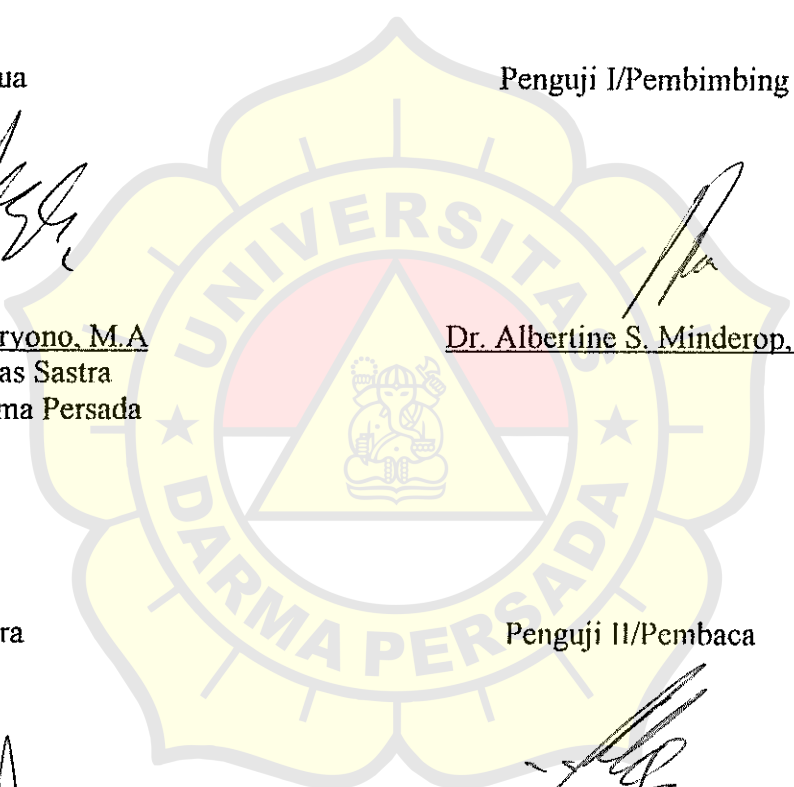 ua
Penguji I/Pembimbing
ryono, M.A
Dr. Albertine S. Minderop,
as Sastra
ma Persada
UNIVERSITAS
DARMA PERSADA
ra
Penguji II/Pembaca